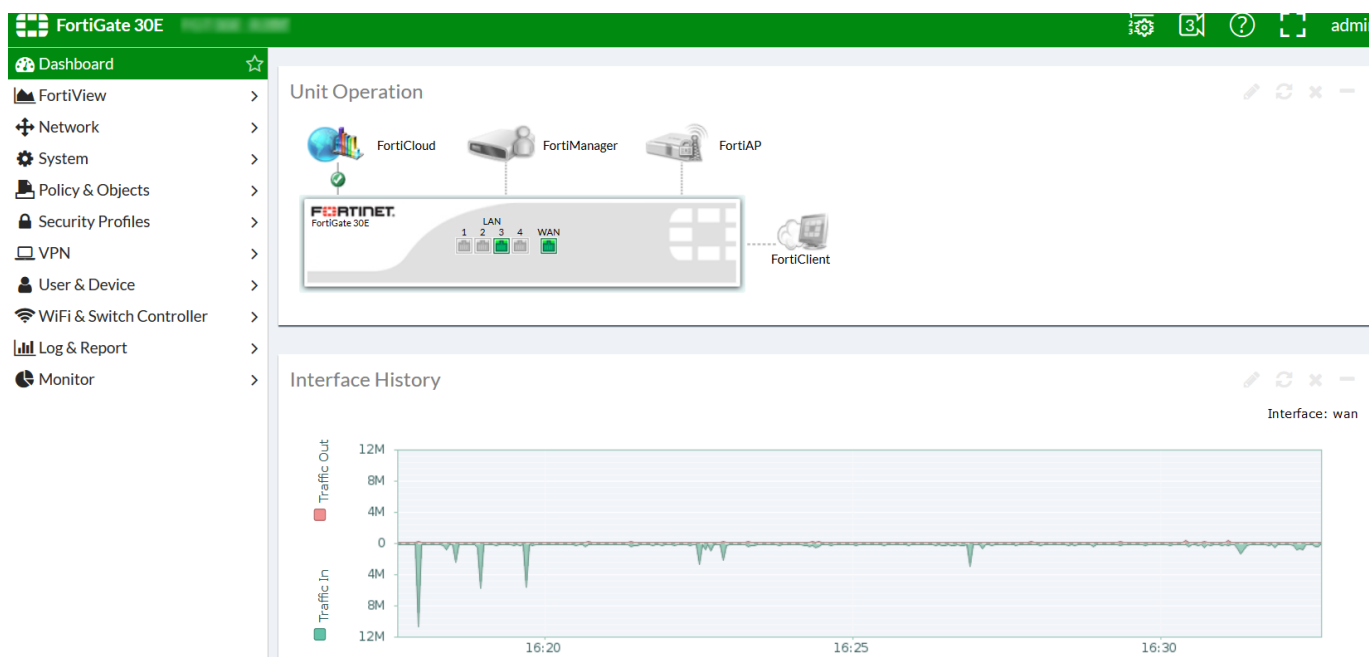 FortiGate 30E
3
?
admi
Dashboard
FortiView
Network
System
Policy & Objects
Security Profiles
VPN
User & Device
WiFi & Switch Controller
Log & Report
Monitor
Unit Operation
FortiCloud FortiManager FortiAP
FORTINET.
FortiGate 30E
LAN
1 2 3 4 WAN
FortiClient
Interface History
Interface: wan
Traffic Out
Traffic In
12M
8M
4M
0
4M
8M
12M
16:20 16:25 16:30